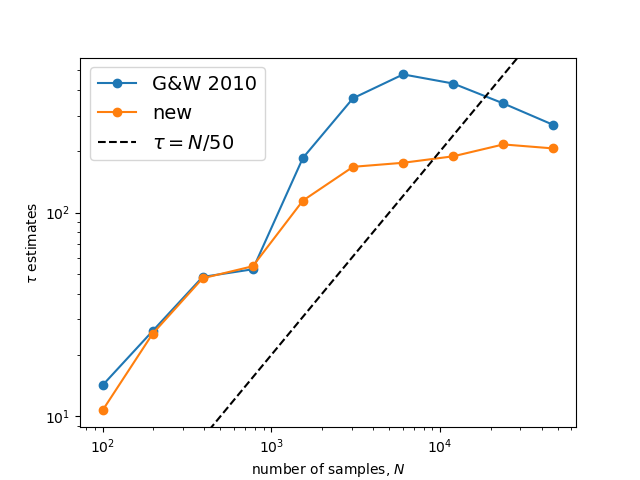 G&W 2010
new
τ = N/50
τ estimates
10²
10¹
10²
10³
10⁴
number of samples, N